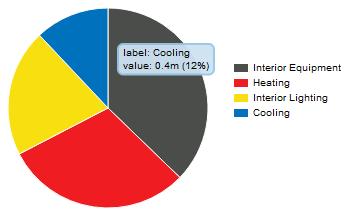 label: Cooling
value: 0.4m (12%)
Interior Equipment
Heating
Interior Lighting
Cooling